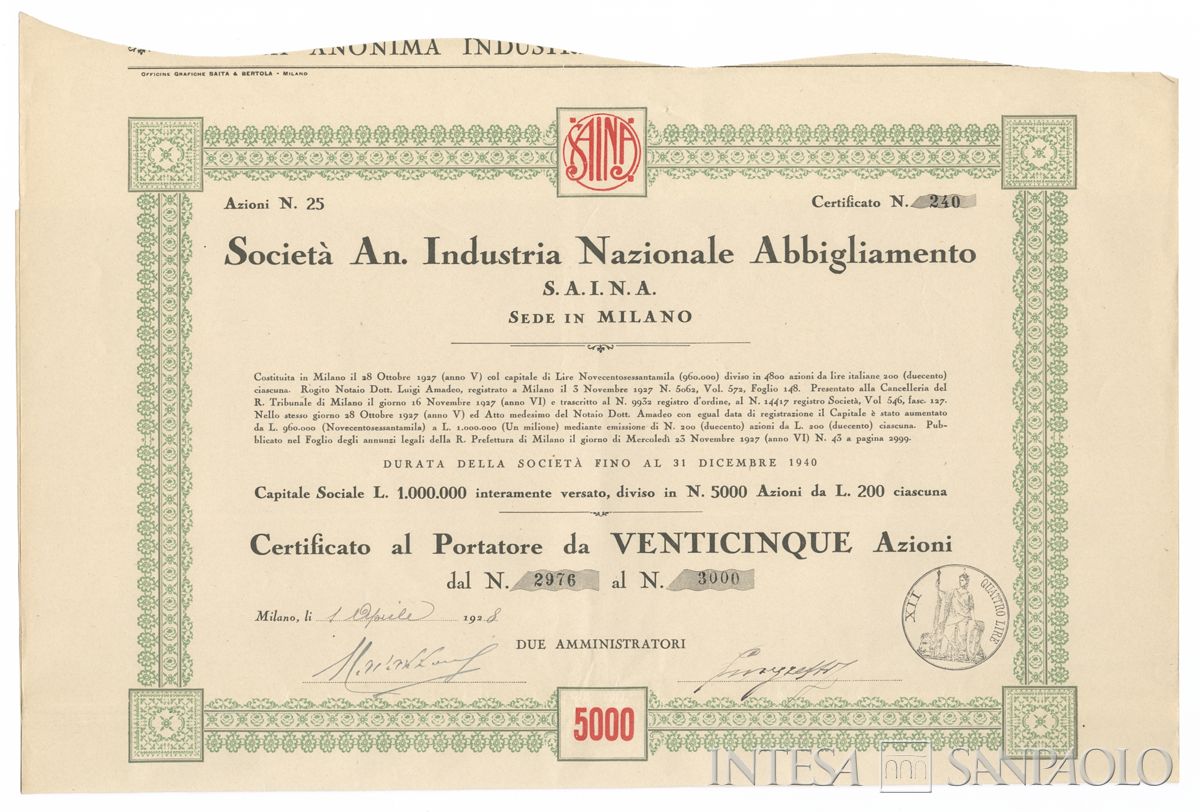 ANONIMA INDUSTR
OFFICINE GRAFICHE SAITA & BERTOLA - MILANO
SAINA
Azioni N. 25
Certificato N. 240
Società An. Industria Nazionale Abbigliamento
S.A.I.N.A.
SEDE IN MILANO
Costituita in Milano il 28 Ottobre 1927 (anno V) col capitale di Lire Novecentosessantamila (960.000) diviso in 4800 azioni da lire italiane 200 (duecento)
ciascuna. Rogito Notaio Dott. Luigi Amadeo, registrato a Milano il 3 Novembre 1927 N. 5062, Vol. 572, Foglio 148. Presentato alla Cancelleria del
R. Tribunale di Milano il giorno 16 Novembre 1927 (anno VI) e trascritto al N. 9932 registro d'ordine, al N. 14417 registro Società, Vol 546, fasc. 127.
Nello stesso giorno 28 Ottobre 1927 (anno V) ed Atto medesimo del Notaio Dott. Amadeo con egual data di registrazione il Capitale è stato aumentato
da L. 960.000 (Novecentosessantamila) a L. 1.000.000 (Un milione) mediante emissione di N. 200 (duecento) azioni da L. 200 (duecento) ciascuna. Pub-
blicato nel Foglio degli annunzi legali della R. Prefettura di Milano il giorno di Mercoledì 23 Novembre 1927 (anno VI) N. 43 a pagina 2999.
DURATA DELLA SOCIETÀ FINO AL 31 DICEMBRE 1940
Capitale Sociale L. 1.000.000 interamente versato, diviso in N. 5000 Azioni da L. 200 ciascuna
Certificato al Portatore da VENTICINQUE Azioni
dal N. 2976 al N. 3000
Milano, li 1 Aprile 1928
XII QUATTRO LIRE
DUE AMMINISTRATORI
5000
INTESA SANPAOLO